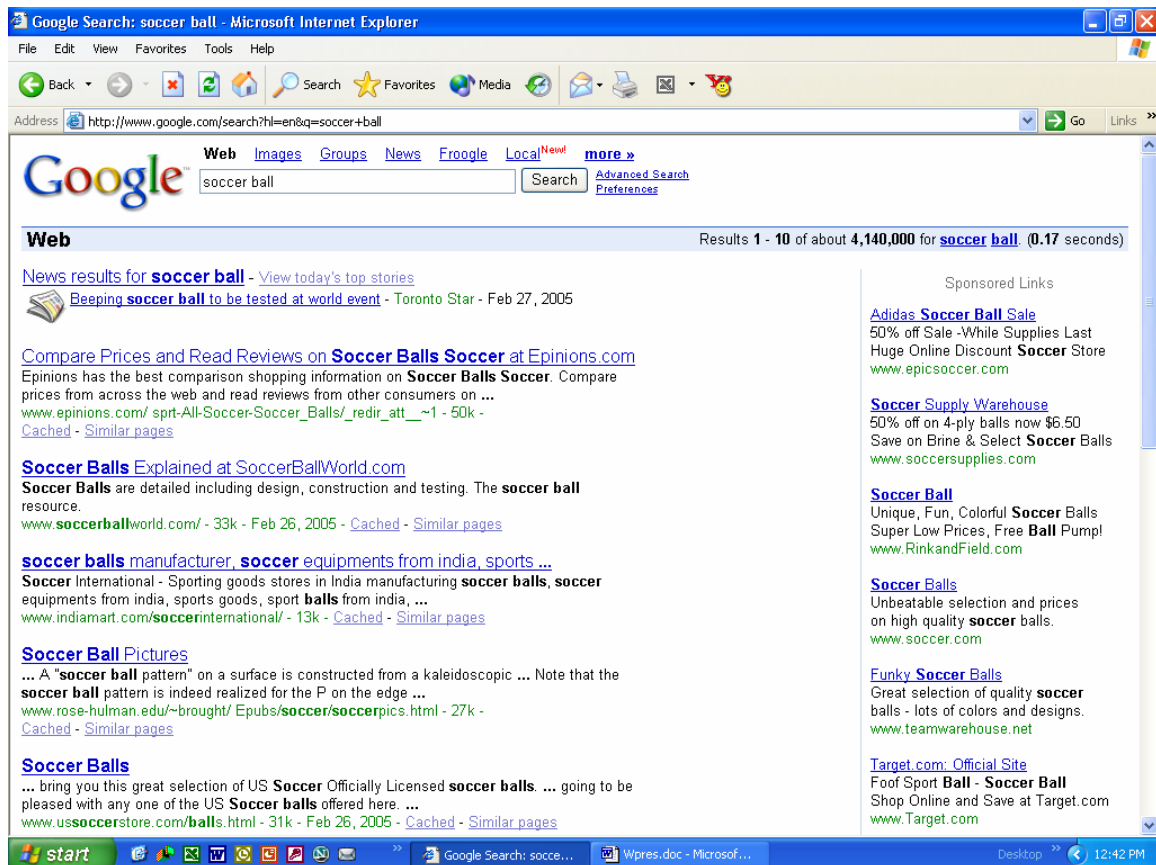 Google Search: soccer ball - Microsoft Internet Explorer
File Edit View Favorites Tools Help
Back Search Favorites Media
Address http://www.google.com/search?hl=en&q=soccer+ball Go Links »
Google™ Web Images Groups News Froogle Local New! more »
soccer ball Search Advanced Search
Preferences
Web Results 1 - 10 of about 4,140,000 for soccer ball. (0.17 seconds)
News results for soccer ball - View today's top stories
Beeping soccer ball to be tested at world event - Toronto Star - Feb 27, 2005
Compare Prices and Read Reviews on Soccer Balls Soccer at Epinions.com
Epinions has the best comparison shopping information on Soccer Balls Soccer. Compare
prices from across the web and read reviews from other consumers on ...
www.epinions.com/ sprt-All-Soccer-Soccer_Balls/_redir_att__~1 - 50k -
Cached - Similar pages
Soccer Balls Explained at SoccerBallWorld.com
Soccer Balls are detailed including design, construction and testing. The soccer ball
resource.
www.soccerballworld.com/ - 33k - Feb 26, 2005 - Cached - Similar pages
soccer balls manufacturer, soccer equipments from india, sports ...
Soccer International - Sporting goods stores in India manufacturing soccer balls, soccer
equipments from india, sports goods, sport balls from india, ...
www.indiamart.com/soccerinternational/ - 13k - Cached - Similar pages
Soccer Ball Pictures
... A "soccer ball pattern" on a surface is constructed from a kaleidoscopic ... Note that the
soccer ball pattern is indeed realized for the P on the edge ...
www.rose-hulman.edu/~brought/ Epubs/soccer/soccerpics.html - 27k -
Cached - Similar pages
Soccer Balls
... bring you this great selection of US Soccer Officially Licensed soccer balls. ... going to be
pleased with any one of the US Soccer balls offered here. ...
www.ussoccerstore.com/balls.html - 31k - Feb 26, 2005 - Cached - Similar pages
Sponsored Links
Adidas Soccer Ball Sale
50% off Sale -While Supplies Last
Huge Online Discount Soccer Store
www.epicsoccer.com
Soccer Supply Warehouse
50% off on 4-ply balls now $6.50
Save on Brine & Select Soccer Balls
www.soccersupplies.com
Soccer Ball
Unique, Fun, Colorful Soccer Balls
Super Low Prices, Free Ball Pump!
www.RinkandField.com
Soccer Balls
Unbeatable selection and prices
on high quality soccer balls.
www.soccer.com
Funky Soccer Balls
Great selection of quality soccer
balls - lots of colors and designs.
www.teamwarehouse.net
Target.com: Official Site
Foof Sport Ball - Soccer Ball
Shop Online and Save at Target.com
www.Target.com
start » Google Search: socce... Wpres.doc - Microsof... Desktop » 12:42 PM